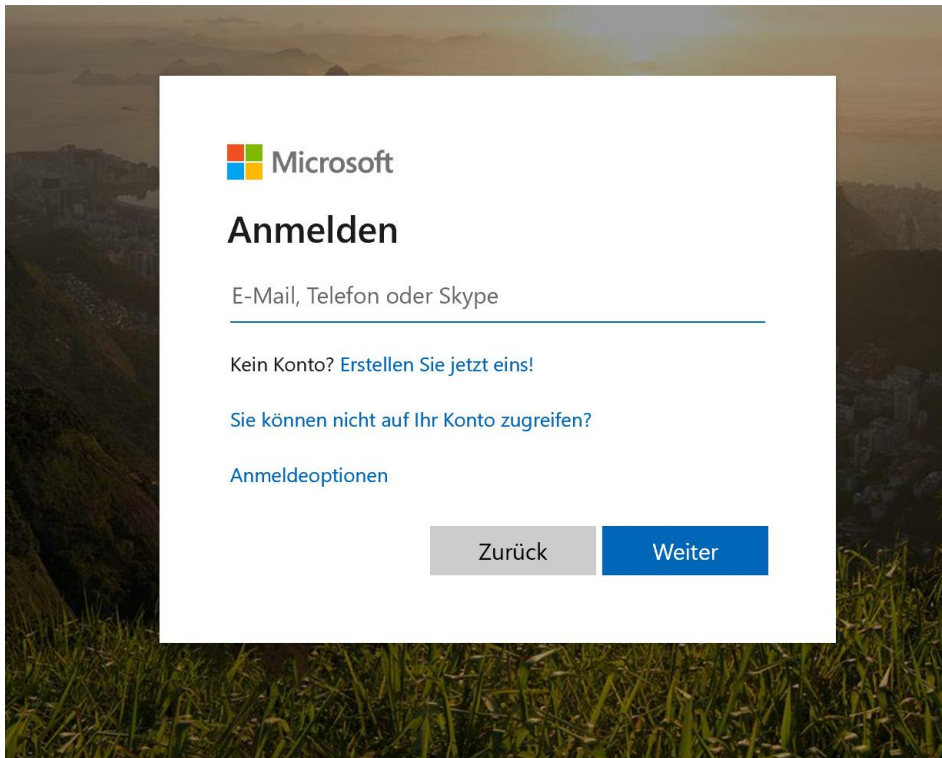 Microsoft
Anmelden
E-Mail, Telefon oder Skype
Kein Konto? Erstellen Sie jetzt eins!
Sie können nicht auf Ihr Konto zugreifen?
Anmeldeoptionen
Zurück Weiter